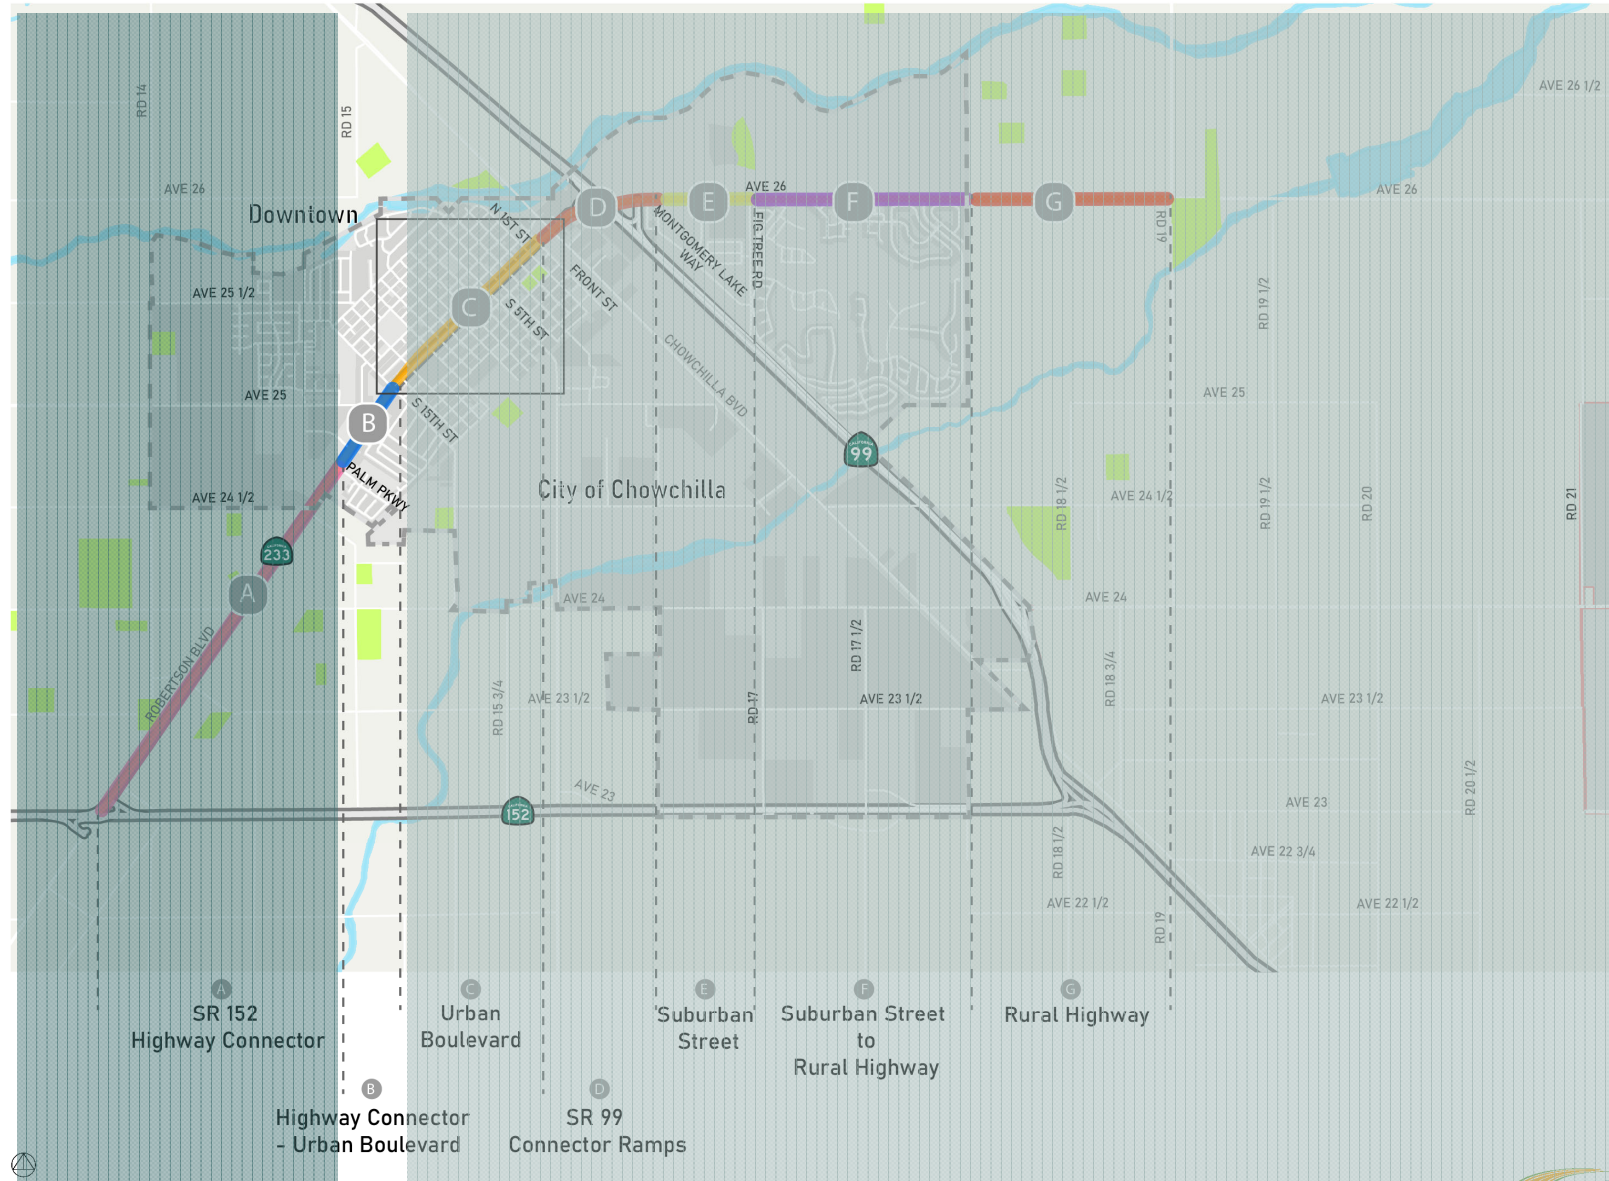 RD 14
RD 15
AVE 26 1/2
AVE 26
AVE 26
AVE 26
Downtown
N 1ST ST
D
E
F
G
MONTGOMERY LAKE
WAY
FIG TREE RD
RD 19
FRONT ST
AVE 25 1/2
C
S 5TH ST
RD 19 1/2
CHOWCHILLA BVD
AVE 25
AVE 25
B
S 15TH ST
CALIFORNIA
99
PALM PKWY
City of Chowchilla
AVE 24 1/2
AVE 24 1/2
RD 18 1/2
RD 19 1/2
RD 20
RD 21
CALIFORNIA
233
A
AVE 24
AVE 24
ROBERTSON BLVD
RD 17 1/2
RD 18 3/4
RD 15 3/4
AVE 23 1/2
RD 17
AVE 23 1/2
AVE 23 1/2
AVE 23
CALIFORNIA
152
AVE 23
RD 20 1/2
RD 18 1/2
AVE 22 3/4
AVE 22 1/2
RD 19
AVE 22 1/2
A
SR 152
Highway Connector
C
Urban
Boulevard
E
Suburban
Street
F
Suburban Street
to
Rural Highway
G
Rural Highway
B
Highway Connector
- Urban Boulevard
D
SR 99
Connector Ramps